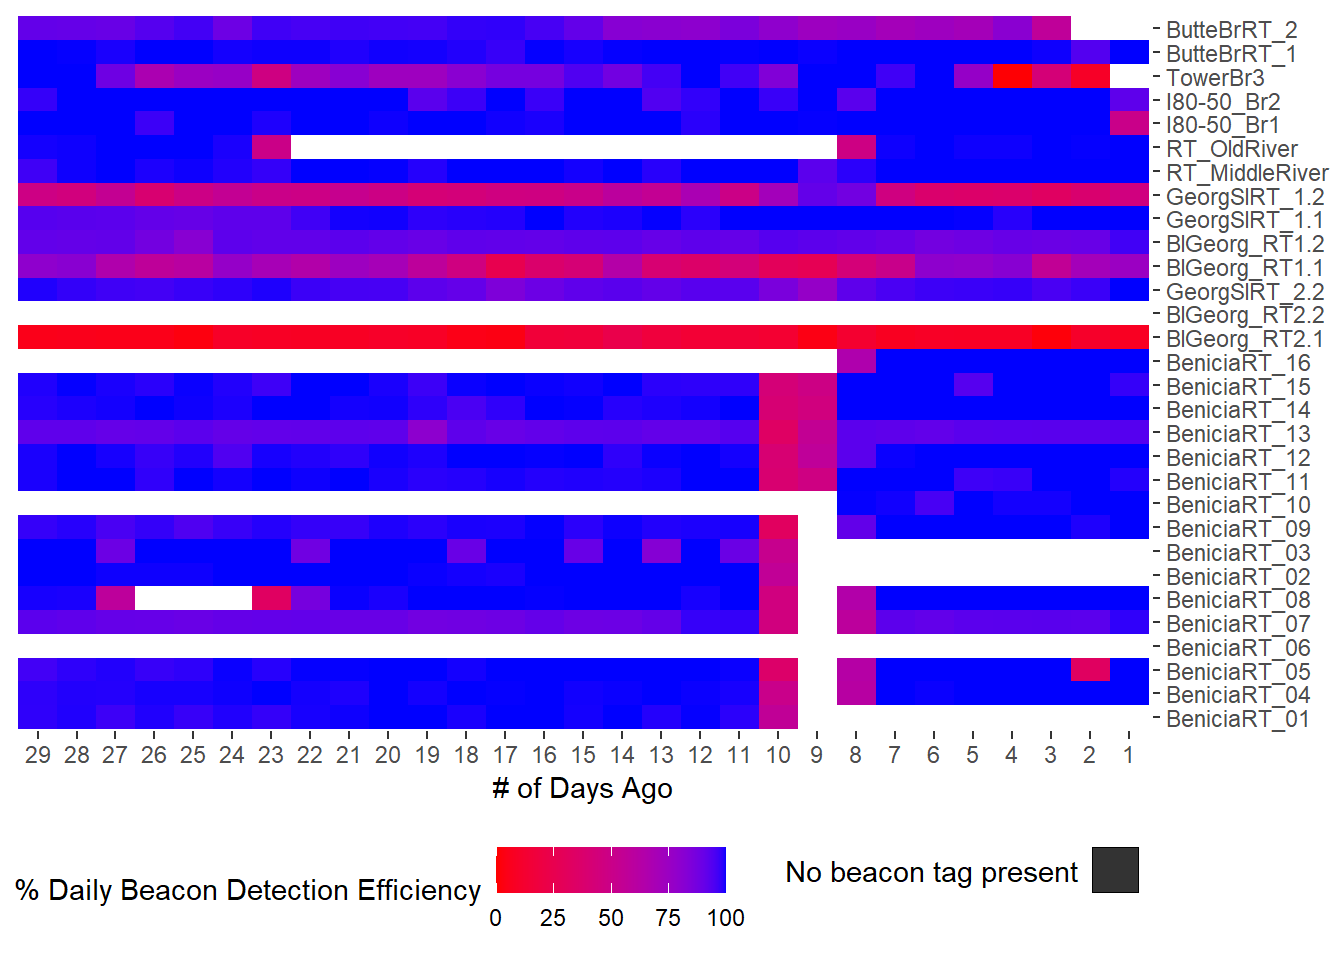 ButteBrRT_2
ButteBrRT_1
TowerBr3
I80-50_Br2
I80-50_Br1
RT_OldRiver
RT_MiddleRiver
GeorgSlRT_1.2
GeorgSlRT_1.1
BlGeorg_RT1.2
BlGeorg_RT1.1
GeorgSlRT_2.2
BlGeorg_RT2.2
BlGeorg_RT2.1
BeniciaRT_16
BeniciaRT_15
BeniciaRT_14
BeniciaRT_13
BeniciaRT_12
BeniciaRT_11
BeniciaRT_10
BeniciaRT_09
BeniciaRT_03
BeniciaRT_02
BeniciaRT_08
BeniciaRT_07
BeniciaRT_06
BeniciaRT_05
BeniciaRT_04
BeniciaRT_01
29 28 27 26 25 24 23 22 21 20 19 18 17 16 15 14 13 12 11 10 9 8 7 6 5 4 3 2 1
# of Days Ago
% Daily Beacon Detection Efficiency
0 25 50 75 100
No beacon tag present